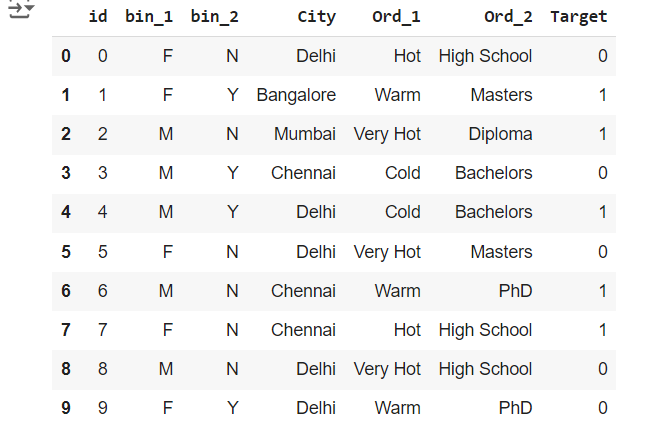 id bin_1 bin_2 City Ord_1 Ord_2 Target
0 0 F N Delhi Hot High School 0
1 1 F Y Bangalore Warm Masters 1
2 2 M N Mumbai Very Hot Diploma 1
3 3 M Y Chennai Cold Bachelors 0
4 4 M Y Delhi Cold Bachelors 1
5 5 F N Delhi Very Hot Masters 0
6 6 M N Chennai Warm PhD 1
7 7 F N Chennai Hot High School 1
8 8 M N Delhi Very Hot High School 0
9 9 F Y Delhi Warm PhD 0